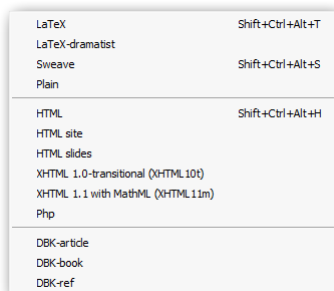 LaTeX Shift+Ctrl+Alt+T
LaTeX-dramatist
Sweave Shift+Ctrl+Alt+S
Plain
HTML Shift+Ctrl+Alt+H
HTML site
HTML slides
XHTML 1.0-transitional (XHTML10t)
XHTML 1.1 with MathML (XHTML11m)
Php
DBK-article
DBK-book
DBK-ref